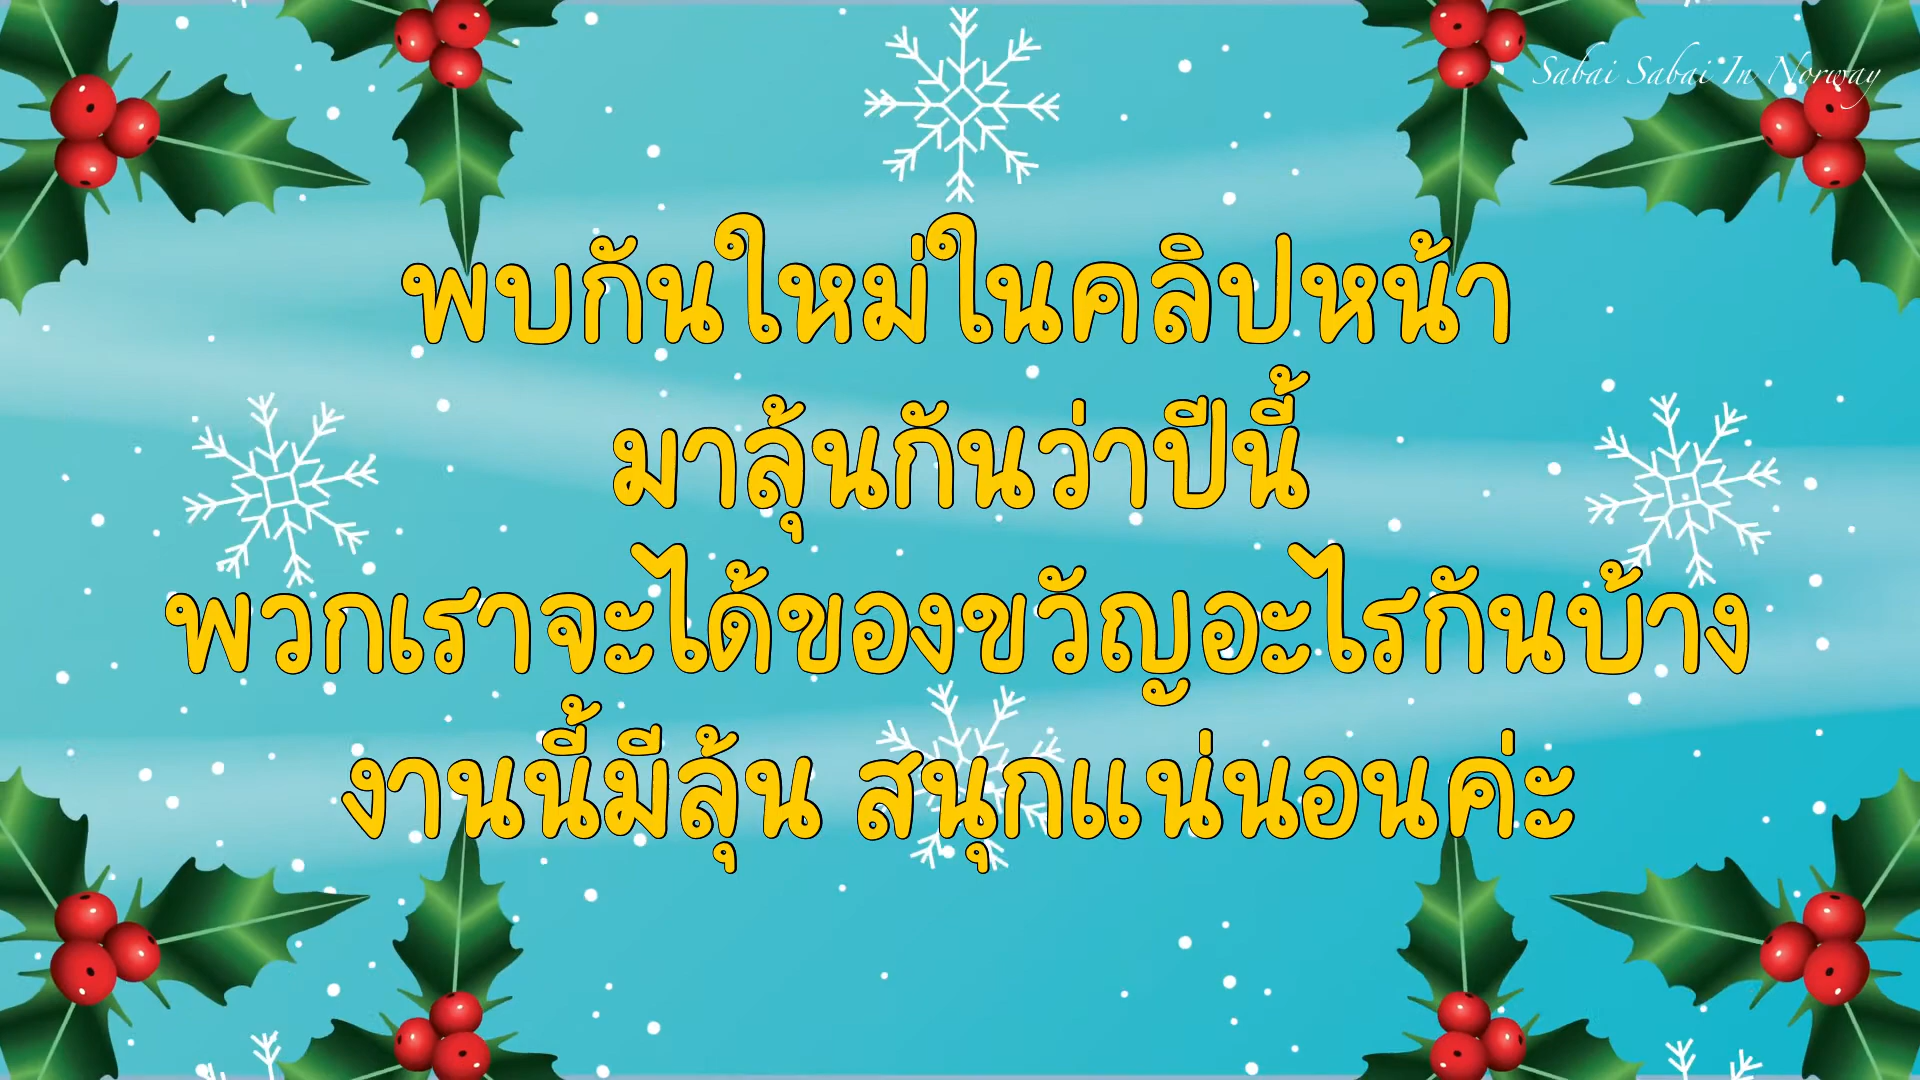 Sabai Sabai In Norway
พบกันใหม่ในคลิปหน้า
มาลุ้นกันว่าปีนี้
พวกเราจะได้ของขวัญอะไรกันบ้าง
งานนี้มีลุ้น สนุกแน่นอนค่ะ